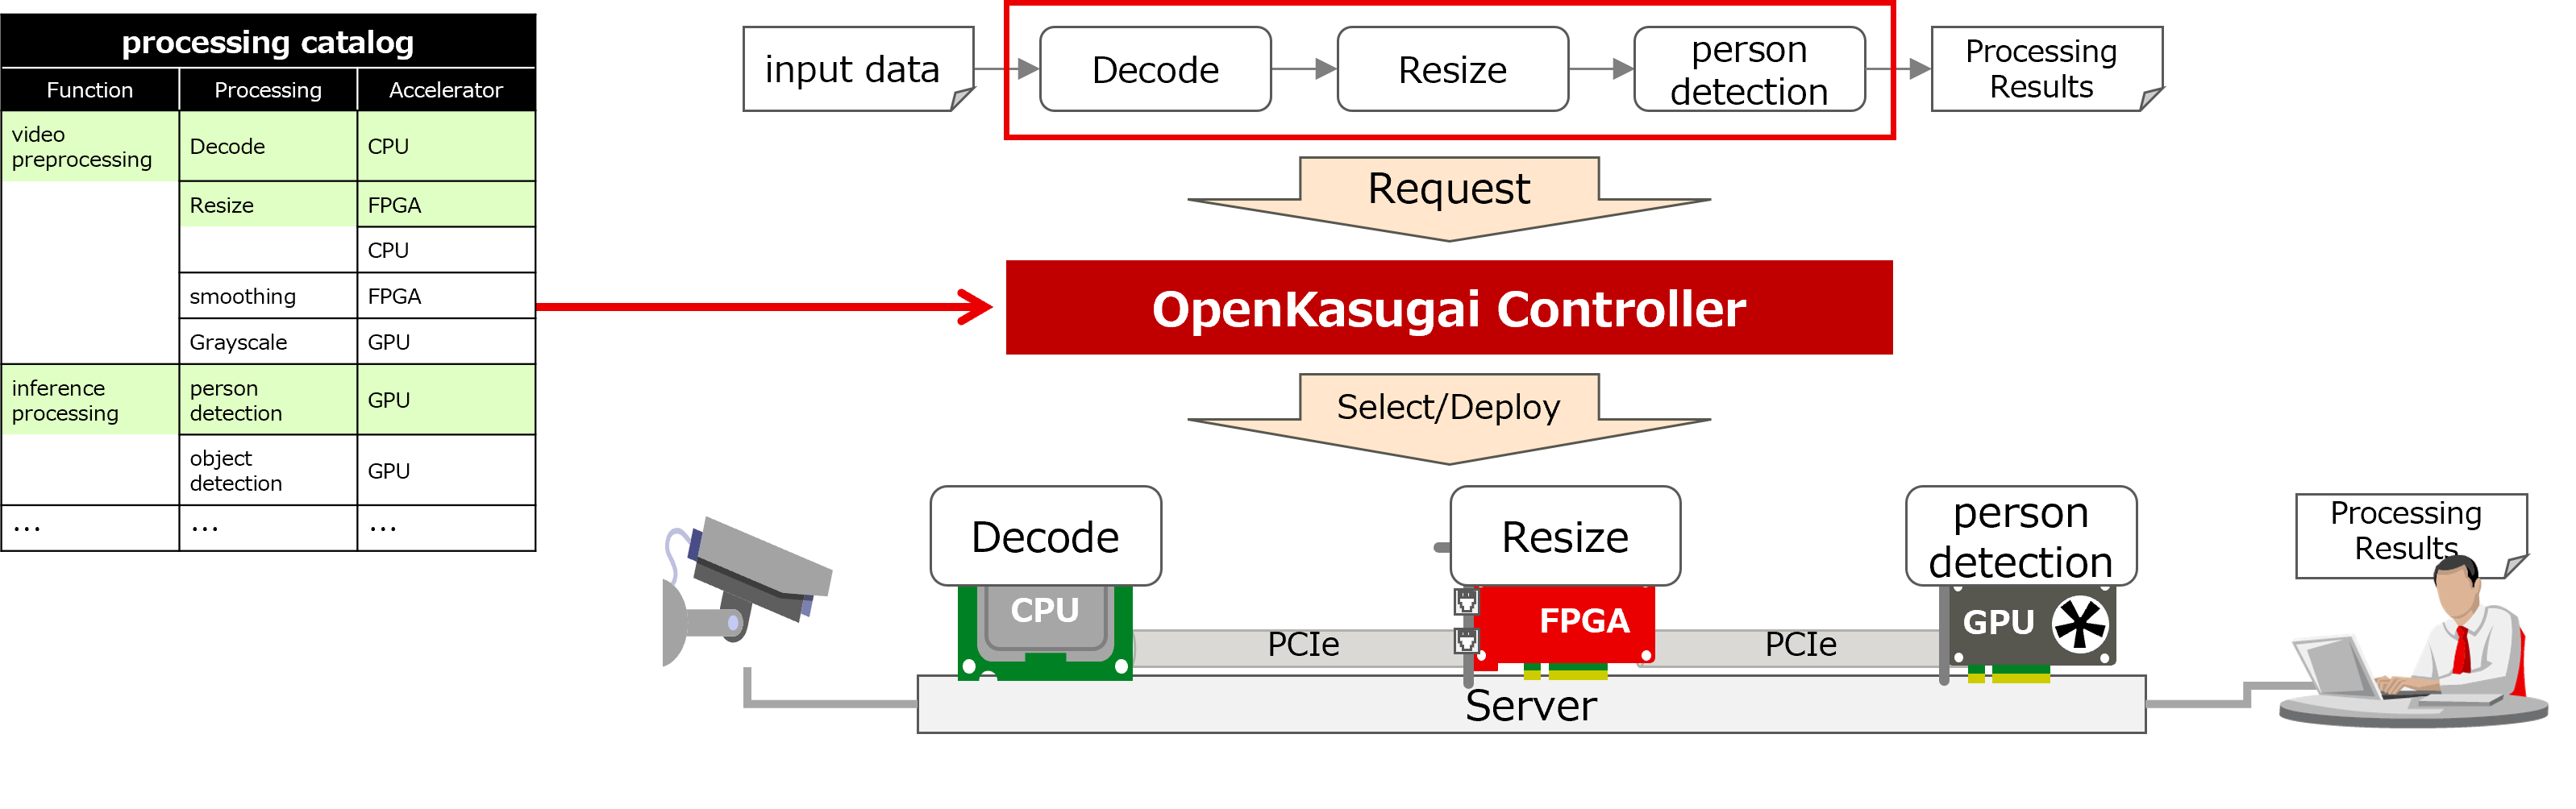 processing catalog
Function Processing Accelerator
video
preprocessing
Decode CPU
Resize FPGA
CPU
smoothing FPGA
Grayscale GPU
inference
processing
person
detection
GPU
object
detection
GPU
... ... ...
input data
Decode
Resize
person
detection
Processing
Results
Request
OpenKasugai Controller
Select/Deploy
Decode
Resize
person
detection
Processing
Results
CPU
PCIe
FPGA
PCIe
GPU
Server